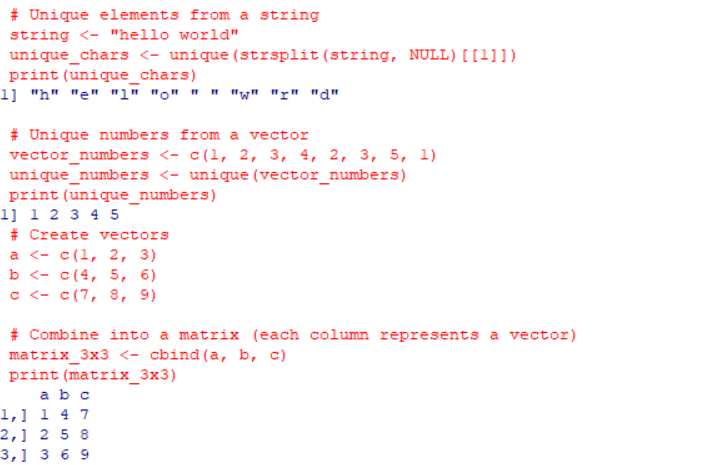 # Unique elements from a string
string <- "hello world"
unique_chars <- unique(strsplit(string, NULL)[[1]])
print(unique_chars)
1] "h" "e" "l" "o" " " "w" "r" "d"
# Unique numbers from a vector
vector_numbers <- c(1, 2, 3, 4, 2, 3, 5, 1)
unique_numbers <- unique(vector_numbers)
print(unique_numbers)
1] 1 2 3 4 5
# Create vectors
a <- c(1, 2, 3)
b <- c(4, 5, 6)
c <- c(7, 8, 9)
# Combine into a matrix (each column represents a vector)
matrix_3x3 <- cbind(a, b, c)
print(matrix_3x3)
a b c
1,] 1 4 7
2,] 2 5 8
3,] 3 6 9